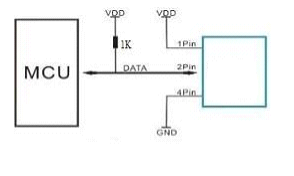 VDD
VDD
1K
1Pin
MCU
DATA
2Pin
4Pin
GND